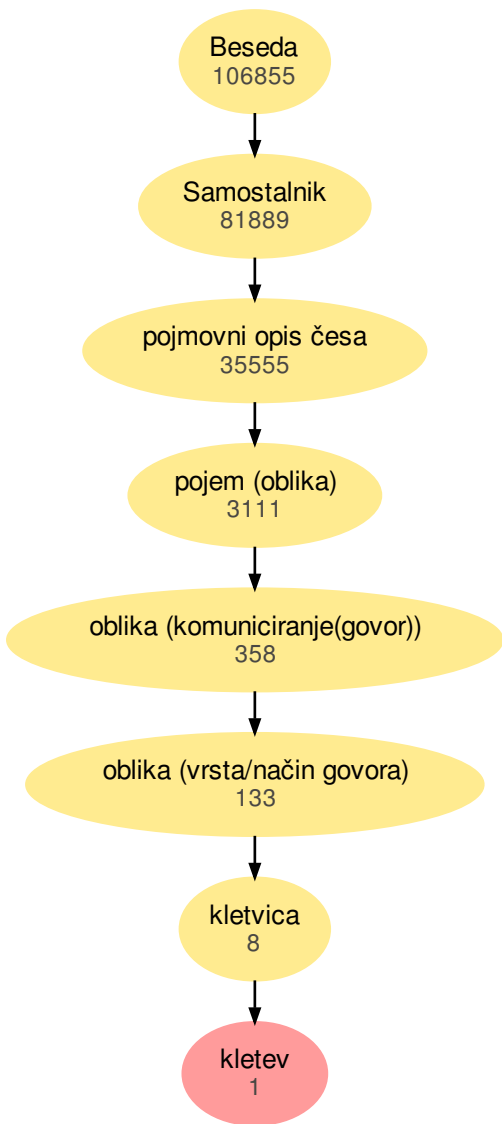 Beseda
106855
Samostalnik
81889
pojmovni opis česa
35555
pojem (oblika)
3111
oblika (komuniciranje(govor))
358
oblika (vrsta/način govora)
133
kletvica
8
kletev
1